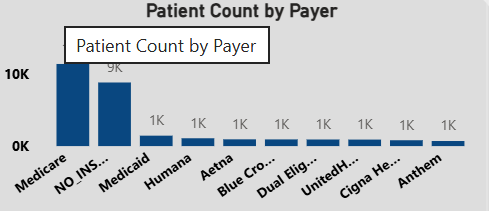 Patient Count by Payer
Patient Count by Payer
10K
9K
1K 1K 1K 1K 1K 1K 1K 1K
0K
Medicare NO_INS... Medicaid Humana Aetna Blue Cro... Dual Elig... UnitedH... Cigna He... Anthem